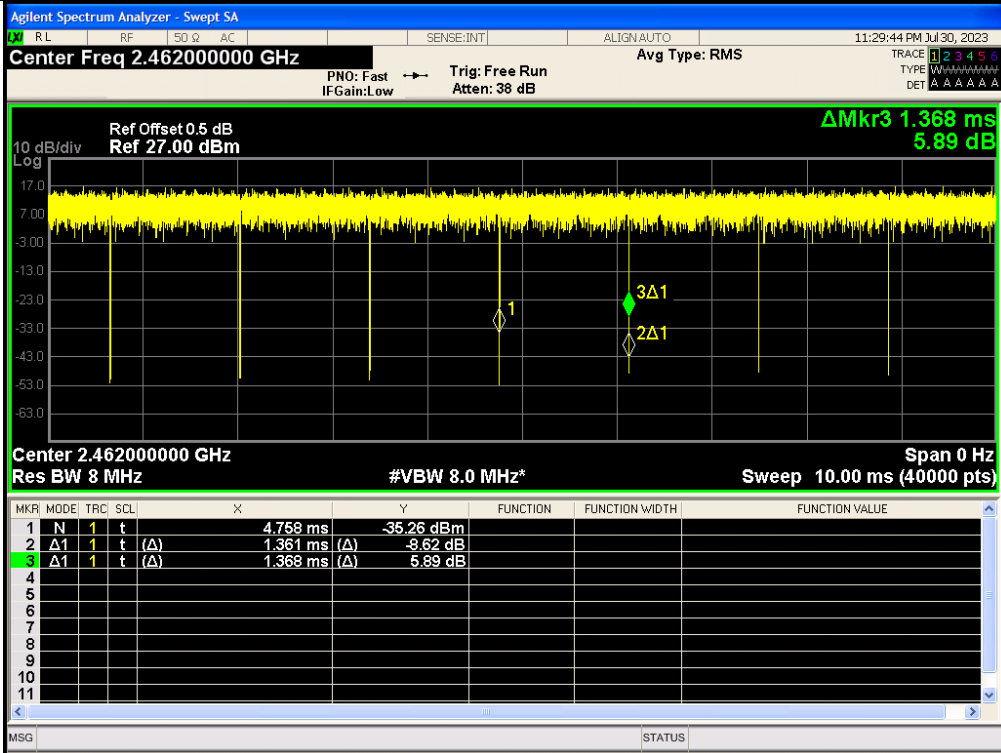 Agilent Spectrum Analyzer - Swept SA
LXI RL RF 50 Ω AC SENSE:INT ALIGN AUTO 11:29:44 PM Jul 30, 2023
Center Freq 2.462000000 GHz Avg Type: RMS TRACE 1 2 3 4 5 6
PNO: Fast Trig: Free Run TYPE WWWWWW
IFGain:Low Atten: 38 dB DET A A A A A A
ΔMkr3 1.368 ms
5.89 dB
Ref Offset 0.5 dB
10 dB/div Ref 27.00 dBm
Log
17.0
7.00
-3.00
-13.0
-23.0
-33.0
-43.0
-53.0
-63.0
3Δ1
1
2Δ1
Center 2.462000000 GHz Span 0 Hz
Res BW 8 MHz #VBW 8.0 MHz* Sweep 10.00 ms (40000 pts)
MKR MODE TRC SCL X Y FUNCTION FUNCTION WIDTH FUNCTION VALUE
1 N 1 t 4.758 ms -35.26 dBm
2 Δ1 1 t (Δ) 1.361 ms (Δ) -8.62 dB
3 Δ1 1 t (Δ) 1.368 ms (Δ) 5.89 dB
4
5
6
7
8
9
10
11
MSG STATUS